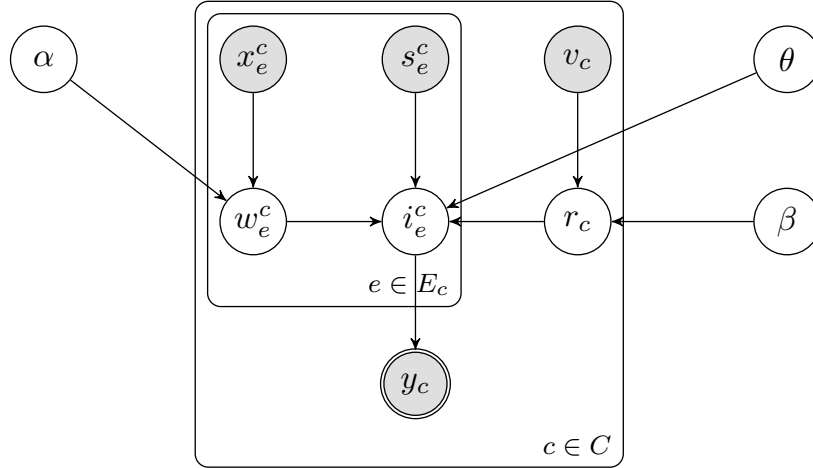 α x_e^c s_e^c v_c θ
w_e^c i_e^c r_c β
e ∈ E_c
y_c
c ∈ C